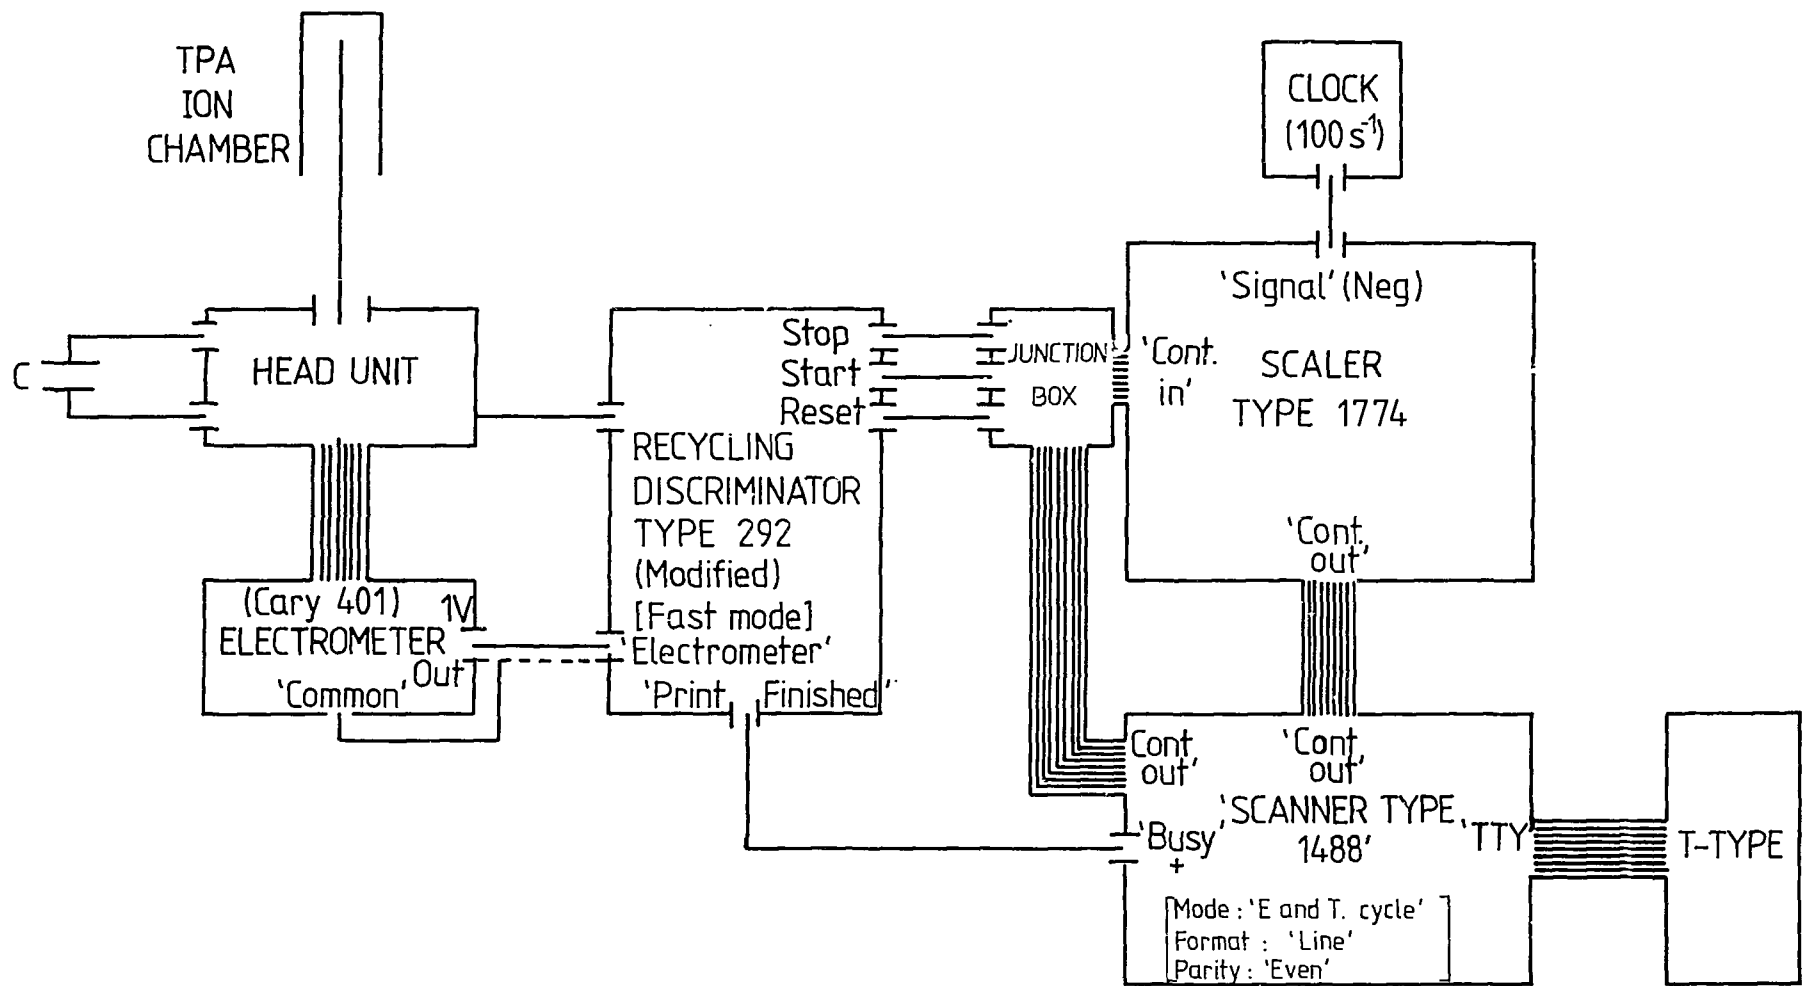 TPA
ION
CHAMBER
CLOCK
(100 s⁻¹)
C
HEAD UNIT
Stop
Start
Reset
RECYCLING
DISCRIMINATOR
TYPE 292
(Modified)
[Fast mode]
'Electrometer'
'Print Finished'
JUNCTION
BOX
'Cont.
in'
'Signal' (Neg)
SCALER
TYPE 1774
'Cont.
out'
(Cary 401)
1V
ELECTROMETER
Out
'Common'
Cont.
out'
'Cont.
out'
'SCANNER TYPE
1488'
'Busy'
+
'TTY'
T-TYPE
[Mode : 'E and T. cycle'
Format : 'Line'
Parity : 'Even']